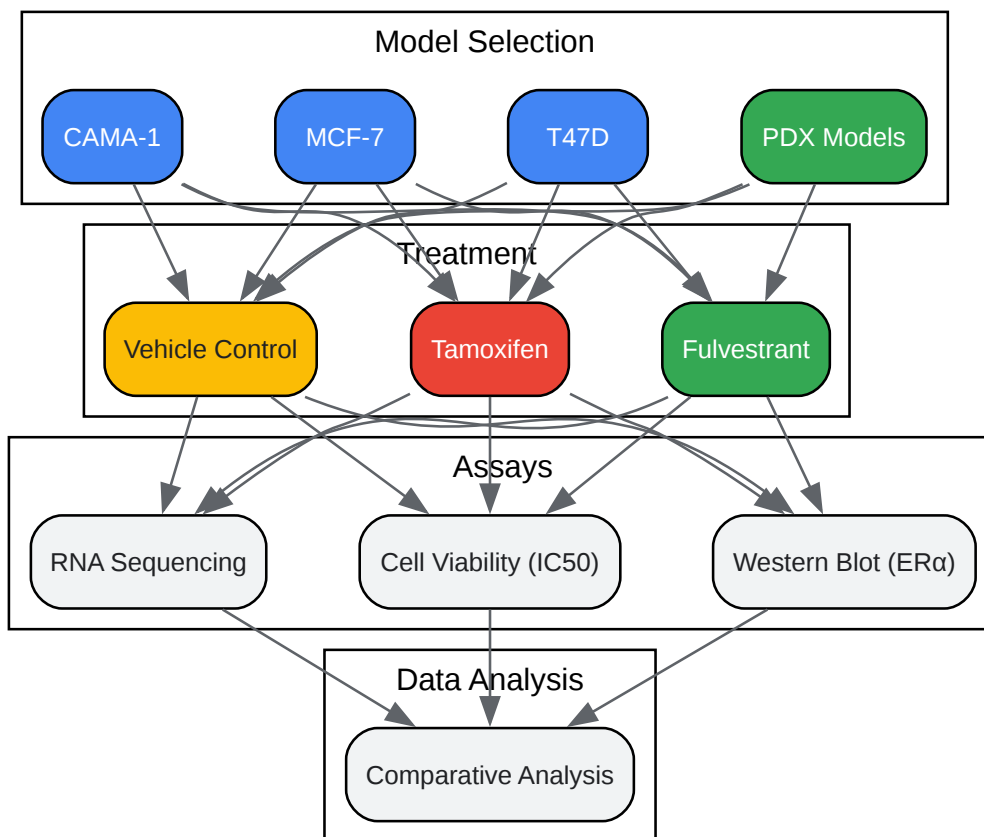 Model Selection
CAMA-1
MCF-7
T47D
PDX Models
Treatment
Vehicle Control
Tamoxifen
Fulvestrant
Assays
RNA Sequencing
Cell Viability (IC50)
Western Blot (ERα)
Data Analysis
Comparative Analysis